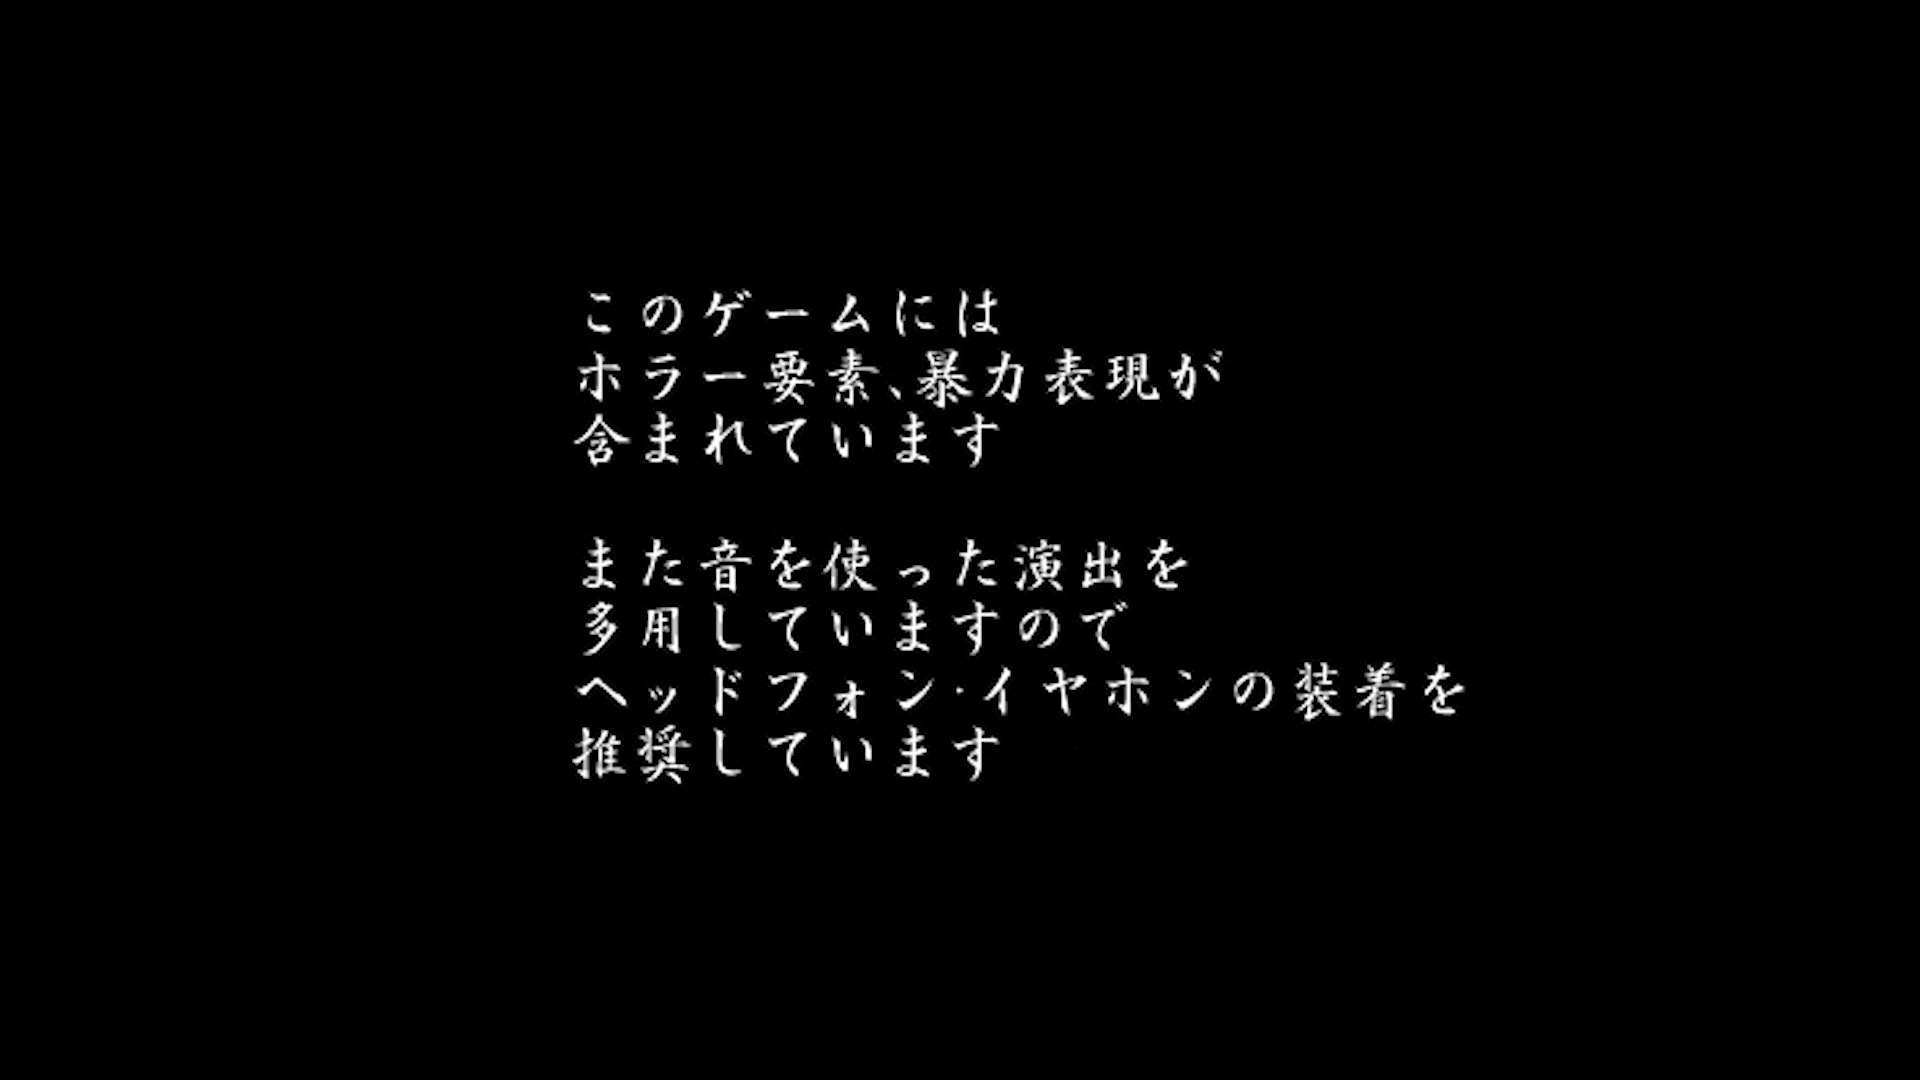 このゲームには
ホラー要素、暴力表現が
含まれています
また音を使った演出を
多用していますので
ヘッドフォン・イヤホンの装着を
推奨しています